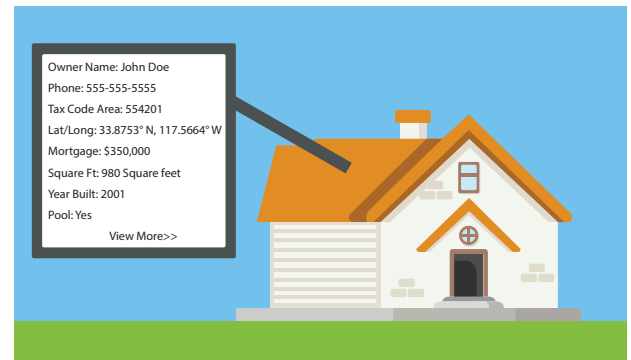 Owner Name: John Doe
Phone: 555-555-5555
Tax Code Area: 554201
Lat/Long: 33.8753° N, 117.5664° W
Mortgage: $350,000
Square Ft: 980 Square feet
Year Built: 2001
Pool: Yes
View More>>